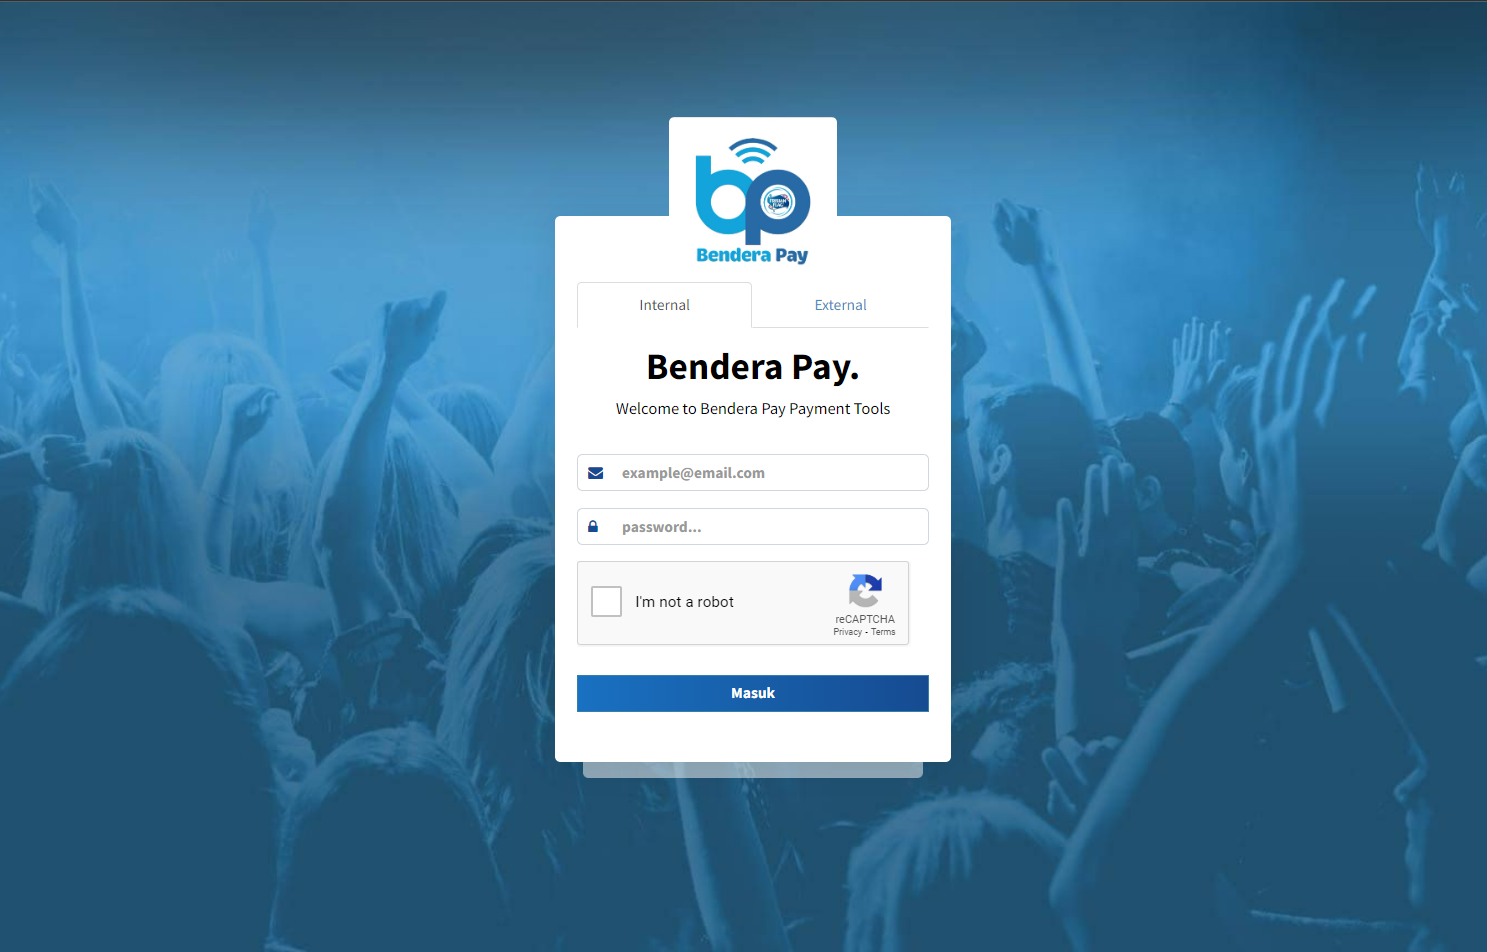 Bendera Pay
Internal
External
Bendera Pay.
Welcome to Bendera Pay Payment Tools
example@email.com
password...
I'm not a robot
reCAPTCHA
Privacy - Terms
Masuk